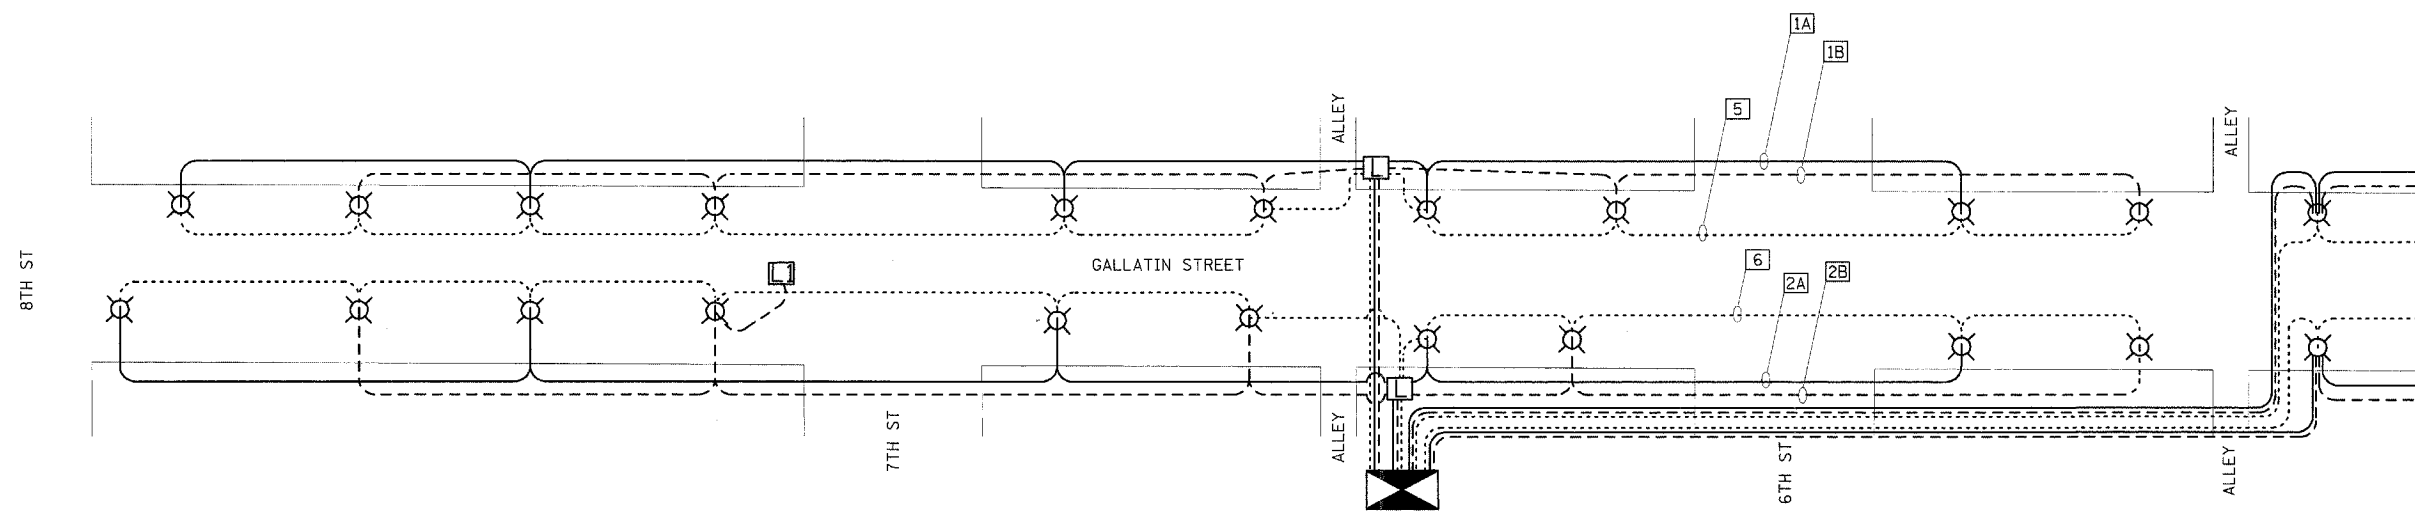 1A
1B
5
ALLEY
ALLEY
L
8TH ST
L1
GALLATIN STREET
6
2A
2B
L
7TH ST
ALLEY
6TH ST
ALLEY